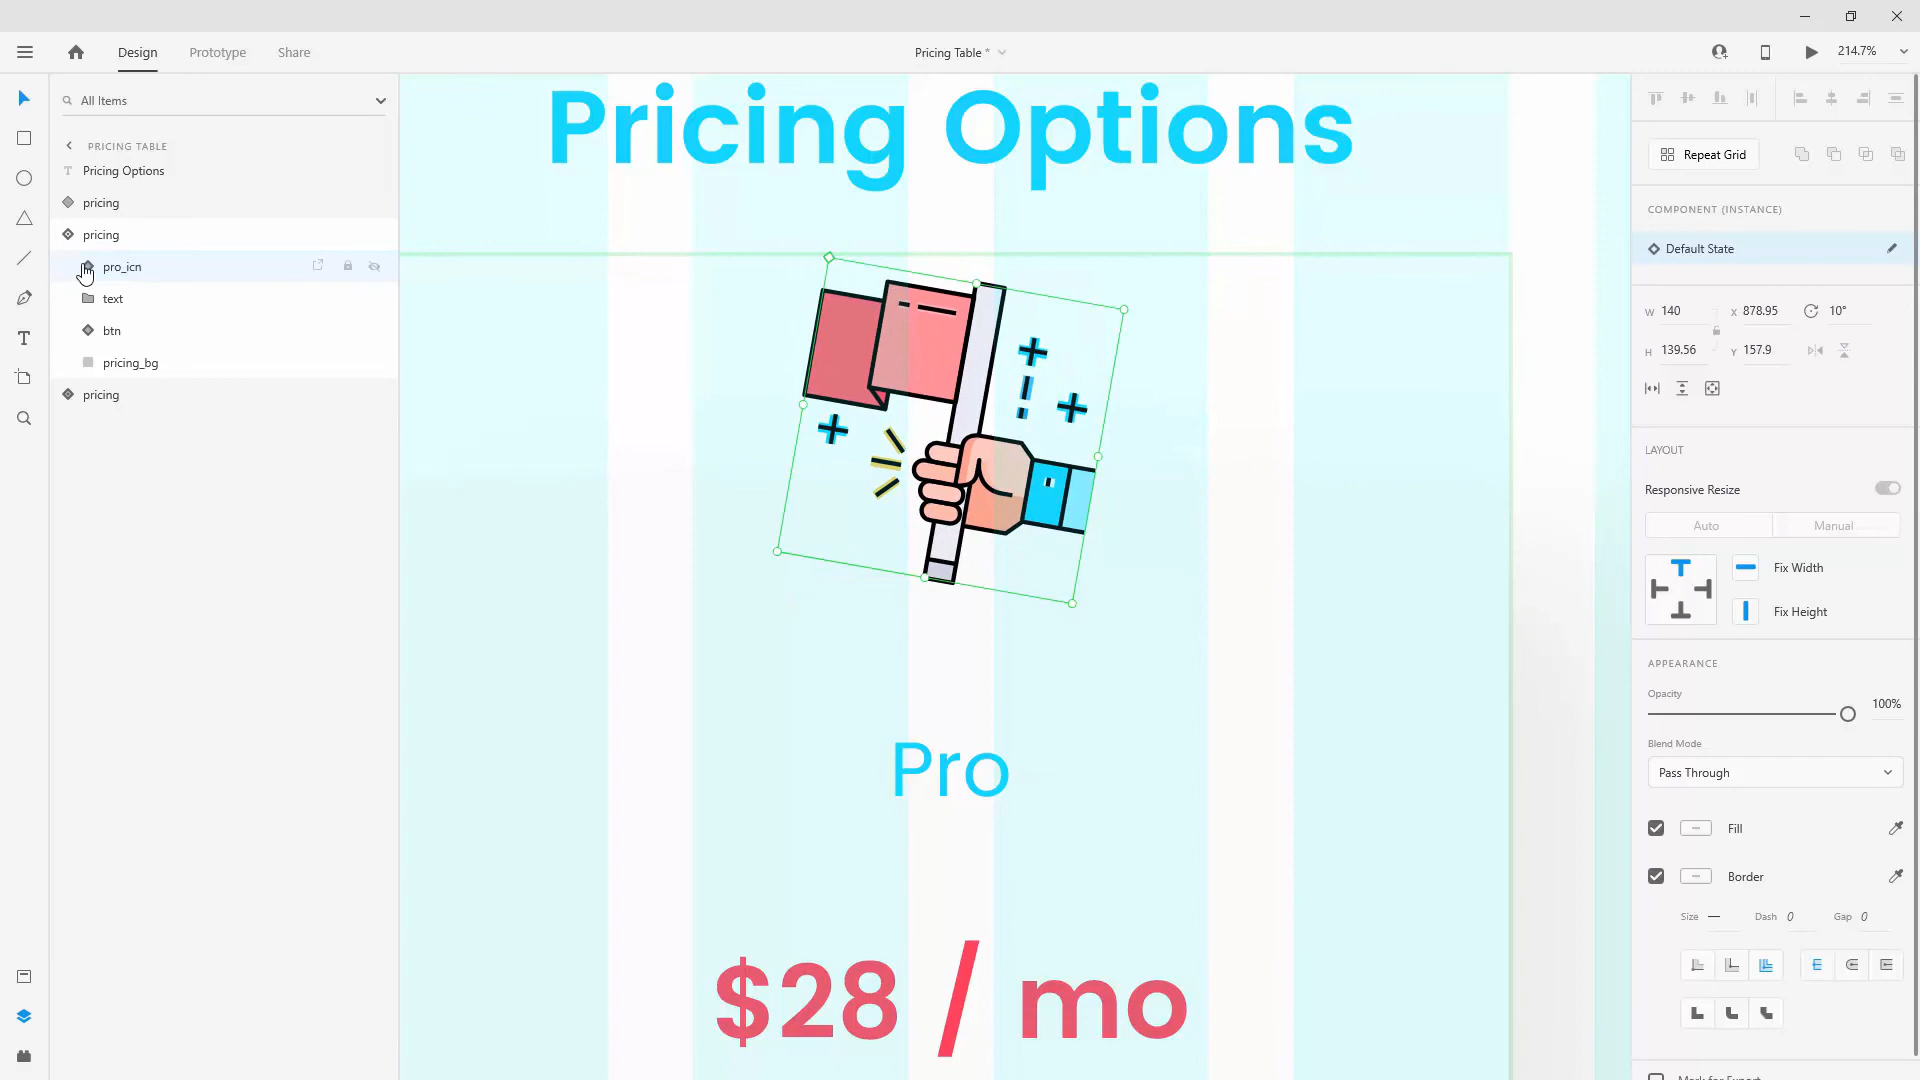 Design
Prototype
Share
Pricing Table *
214.7%
All Items
PRICING TABLE
Pricing Options
pricing
pricing
pro_icn
text
btn
pricing_bg
pricing
Pricing Options
Pro
$28 / mo
Repeat Grid
COMPONENT (INSTANCE)
Default State
W 140 X 878.95 10°
H 139.56 Y 157.9
LAYOUT
Responsive Resize
Auto Manual
Fix Width
Fix Height
APPEARANCE
Opacity
100%
Blend Mode
Pass Through
Fill
Border
Size — Dash 0 Gap 0
Mark for Export